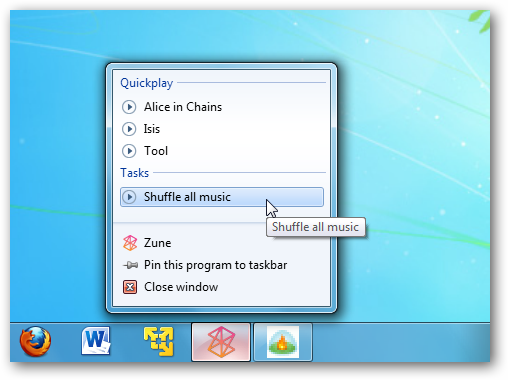 Quickplay
Alice in Chains
Isis
Tool
Tasks
Shuffle all music
Shuffle all music
Zune
Pin this program to taskbar
Close window
W